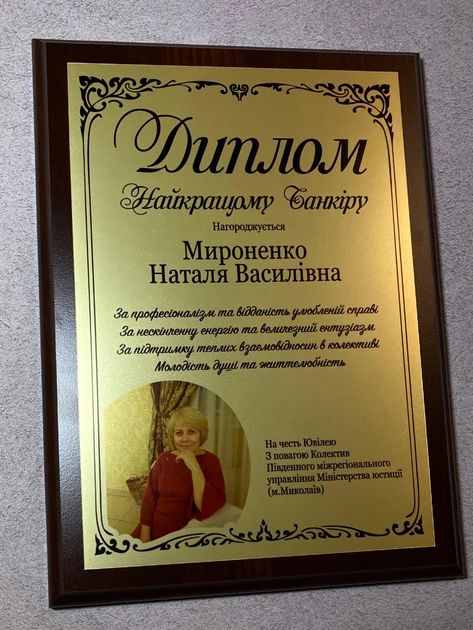 Диплом
Найкращому Банкіру
Нагороджується
Мироненко
Наталя Василівна
За професіоналізм та відданість улюбленій справі
За нескінченну енергію та величезний ентузіазм
За підтримку теплих взаємовідносин в колективі
Молодість душі та життєлюбність
На честь Ювілею
З повагою Колектив
Південного міжрегіонального
управління Міністерства юстиції
(м.Миколаїв)